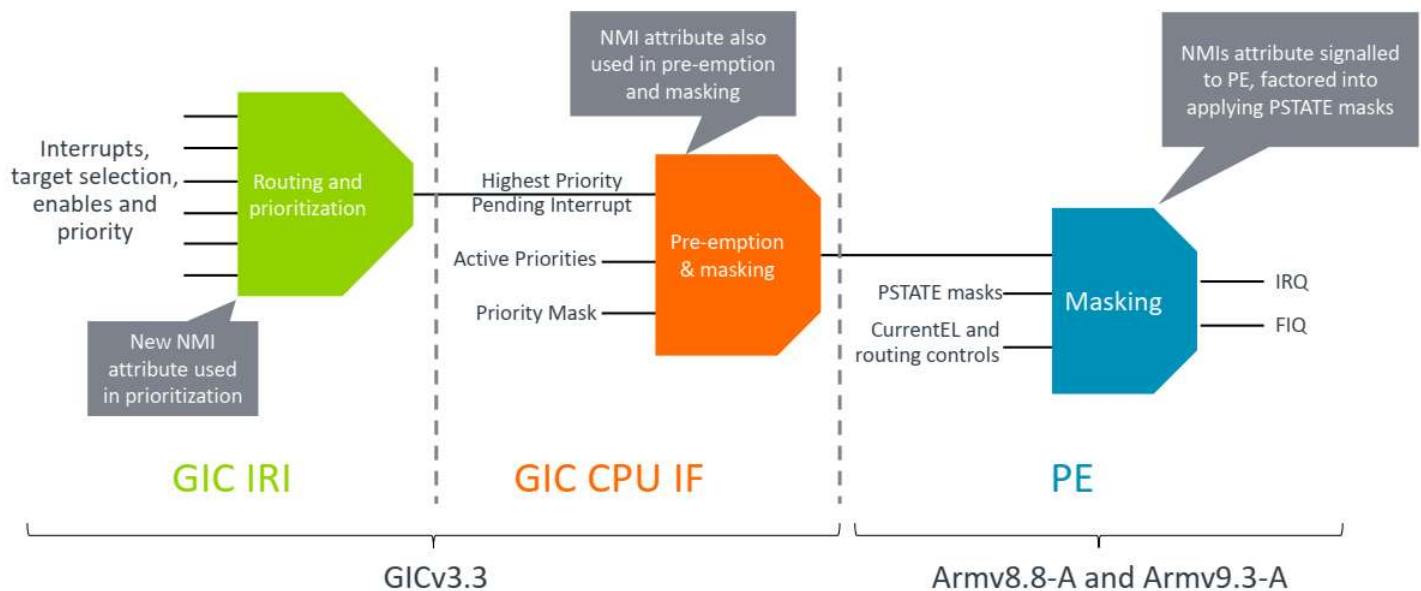 NMI attribute also
used in pre-emption
and masking
NMIs attribute signalled
to PE, factored into
applying PSTATE masks
Interrupts,
target selection,
enables and
priority
Routing and
prioritization
Highest Priority
Pending Interrupt
Active Priorities
Priority Mask
Pre-emption
& masking
PSTATE masks
CurrentEL and
routing controls
Masking
IRQ
FIQ
New NMI
attribute used
in prioritization
GIC IRI
GIC CPU IF
PE
GICv3.3
Armv8.8-A and Armv9.3-A